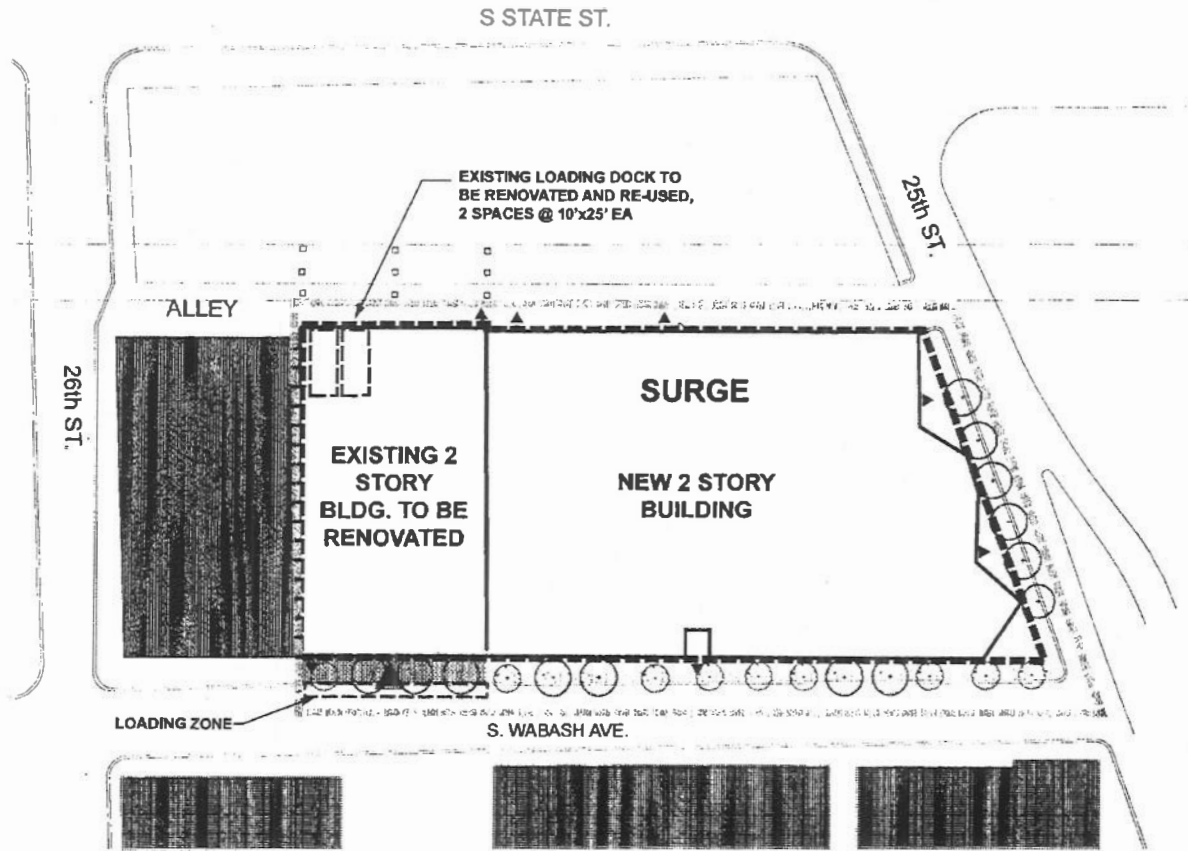 S STATE ST.
EXISTING LOADING DOCK TO
BE RENOVATED AND RE-USED,
2 SPACES @ 10'x25' EA
25th ST.
ALLEY
26th ST.
SURGE
EXISTING 2
STORY
BLDG. TO BE
RENOVATED
NEW 2 STORY
BUILDING
LOADING ZONE
S. WABASH AVE.